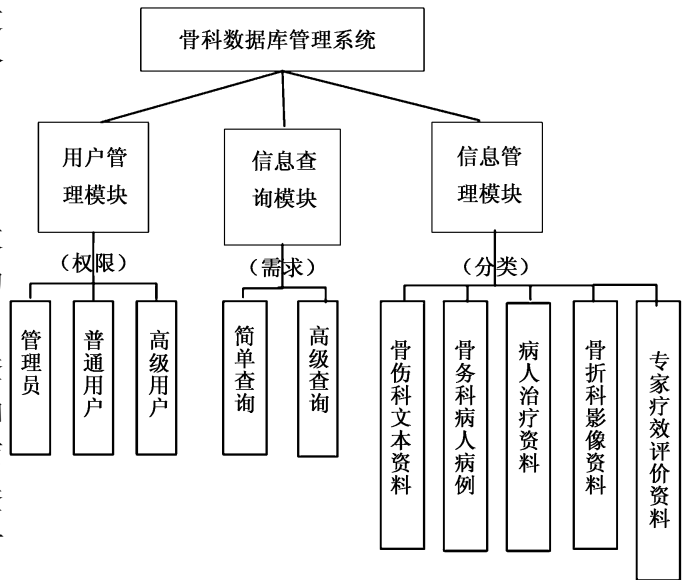 骨科数据库管理系统
用户管
理模块
信息查
询模块
信息管
理模块
（权限）
（需求）
（分类）
管理员
普通用户
高级用户
简单查询
高级查询
骨伤科文本资料
骨务科病人病例
病人治疗资料
骨折科影像资料
专家疗效评价资料